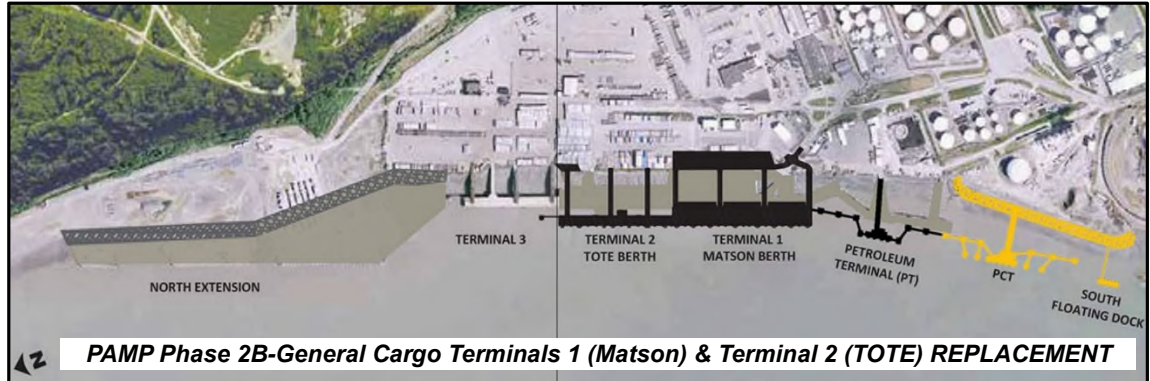 NORTH EXTENSION
TERMINAL 3
TERMINAL 2
TOTE BERTH
TERMINAL 1
MATSON BERTH
PETROLEUM
TERMINAL (PT)
PCT
SOUTH
FLOATING DOCK
N
PAMP Phase 2B-General Cargo Terminals 1 (Matson) & Terminal 2 (TOTE) REPLACEMENT